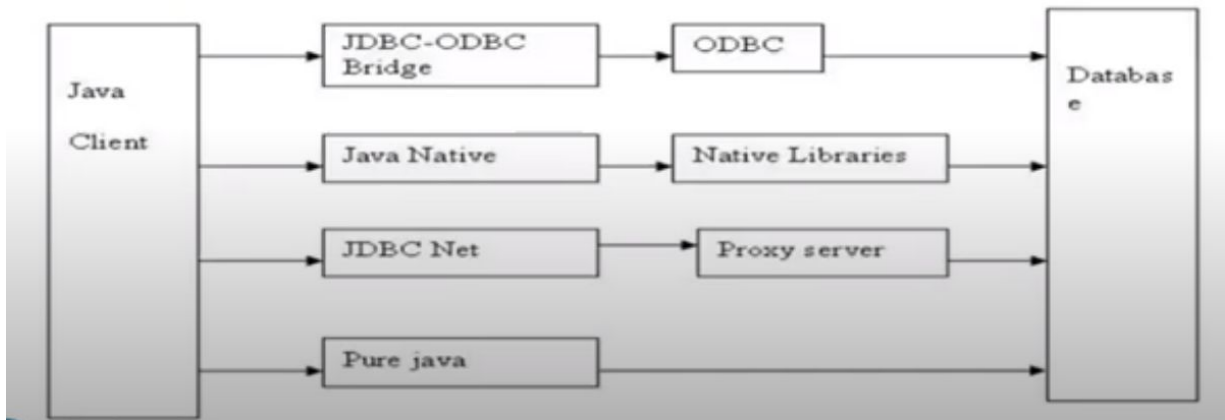 Java
Client
JDBC-ODBC
Bridge
ODBC
Databas
e
Java Native
Native Libraries
JDBC Net
Proxy server
Pure java